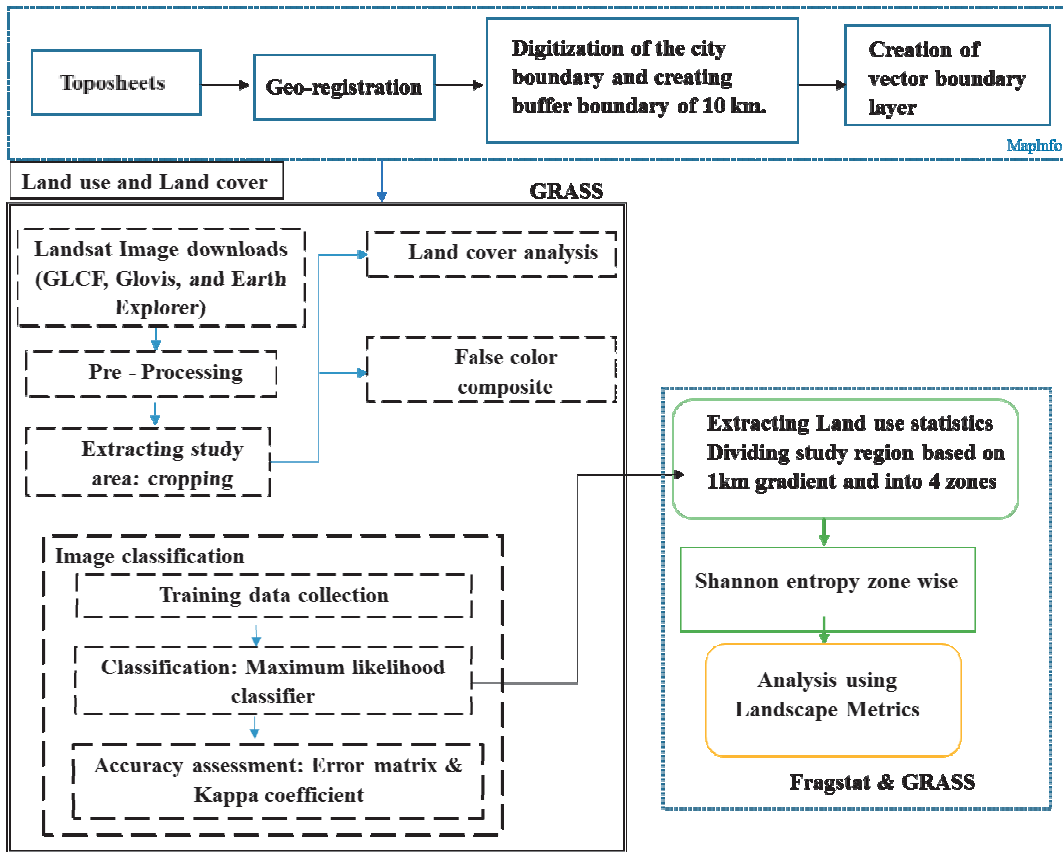 Toposheets
Geo-registration
Digitization of the city
boundary and creating
buffer boundary of 10 km.
Creation of
vector boundary
layer
MapInfo
Land use and Land cover
GRASS
Landsat Image downloads
(GLCF, Glovis, and Earth
Explorer)
Pre - Processing
Extracting study
area: cropping
Land cover analysis
False color
composite
Image classification
Training data collection
Classification: Maximum likelihood
classifier
Accuracy assessment: Error matrix &
Kappa coefficient
Extracting Land use statistics
Dividing study region based on
1km gradient and into 4 zones
Shannon entropy zone wise
Analysis using
Landscape Metrics
Fragstat & GRASS